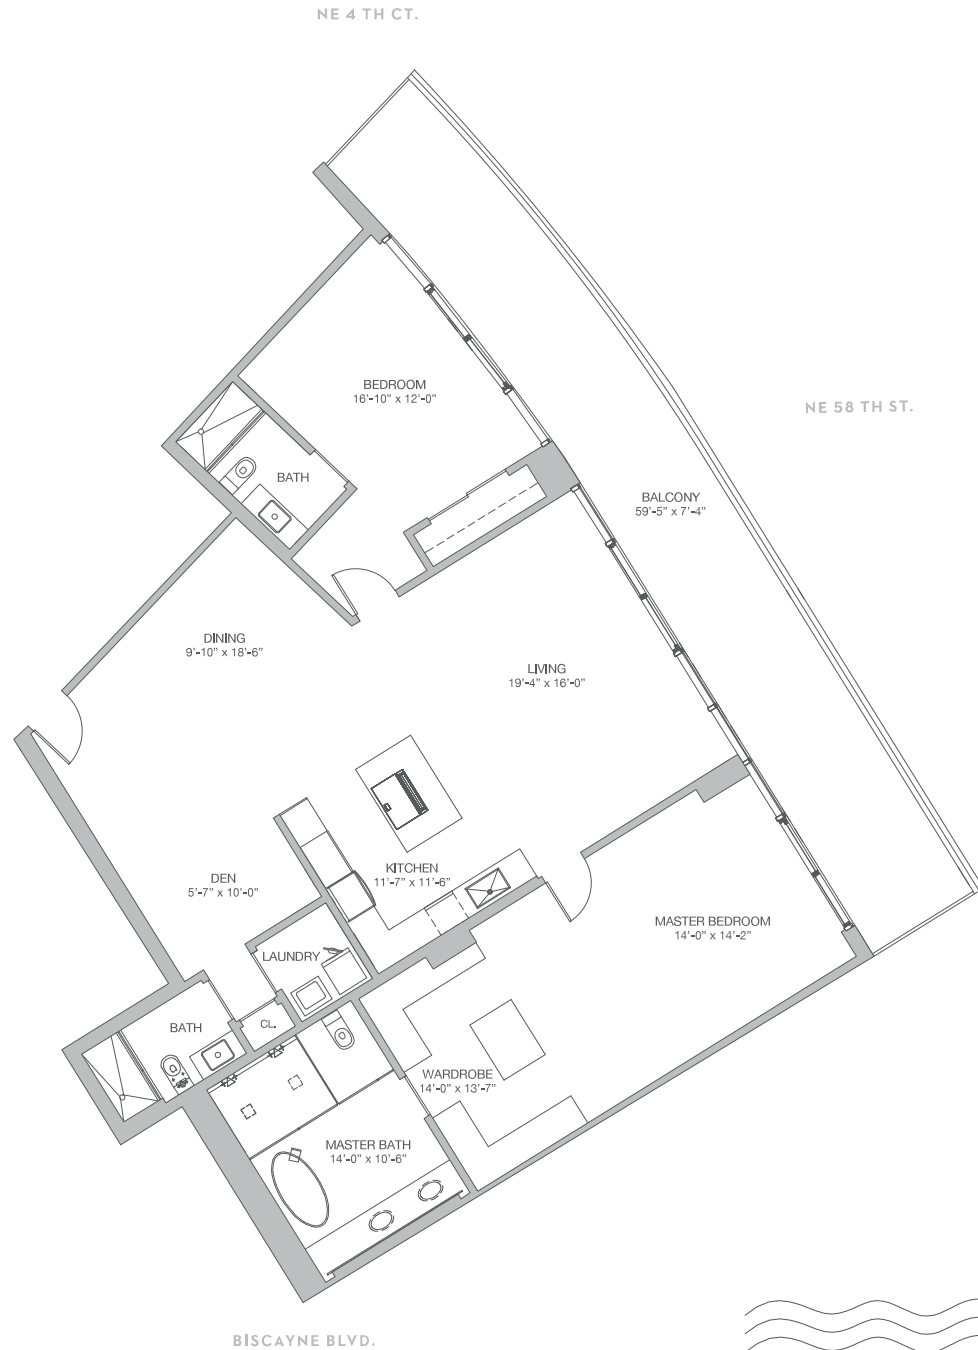 NE 4 TH CT.
BEDROOM
16'-10" x 12'-0"
NE 58 TH ST.
BATH
BALCONY
59'-5" x 7'-4"
DINING
9'-10" x 18'-6"
LIVING
19'-4" x 16'-0"
KITCHEN
11'-7" x 11'-6"
DEN
5'-7" x 10'-0"
MASTER BEDROOM
14'-0" x 14'-2"
LAUNDRY
BATH
CL.
WARDROBE
14'-0" x 13'-7"
MASTER BATH
14'-0" x 10'-6"
BISCAYNE BLVD.